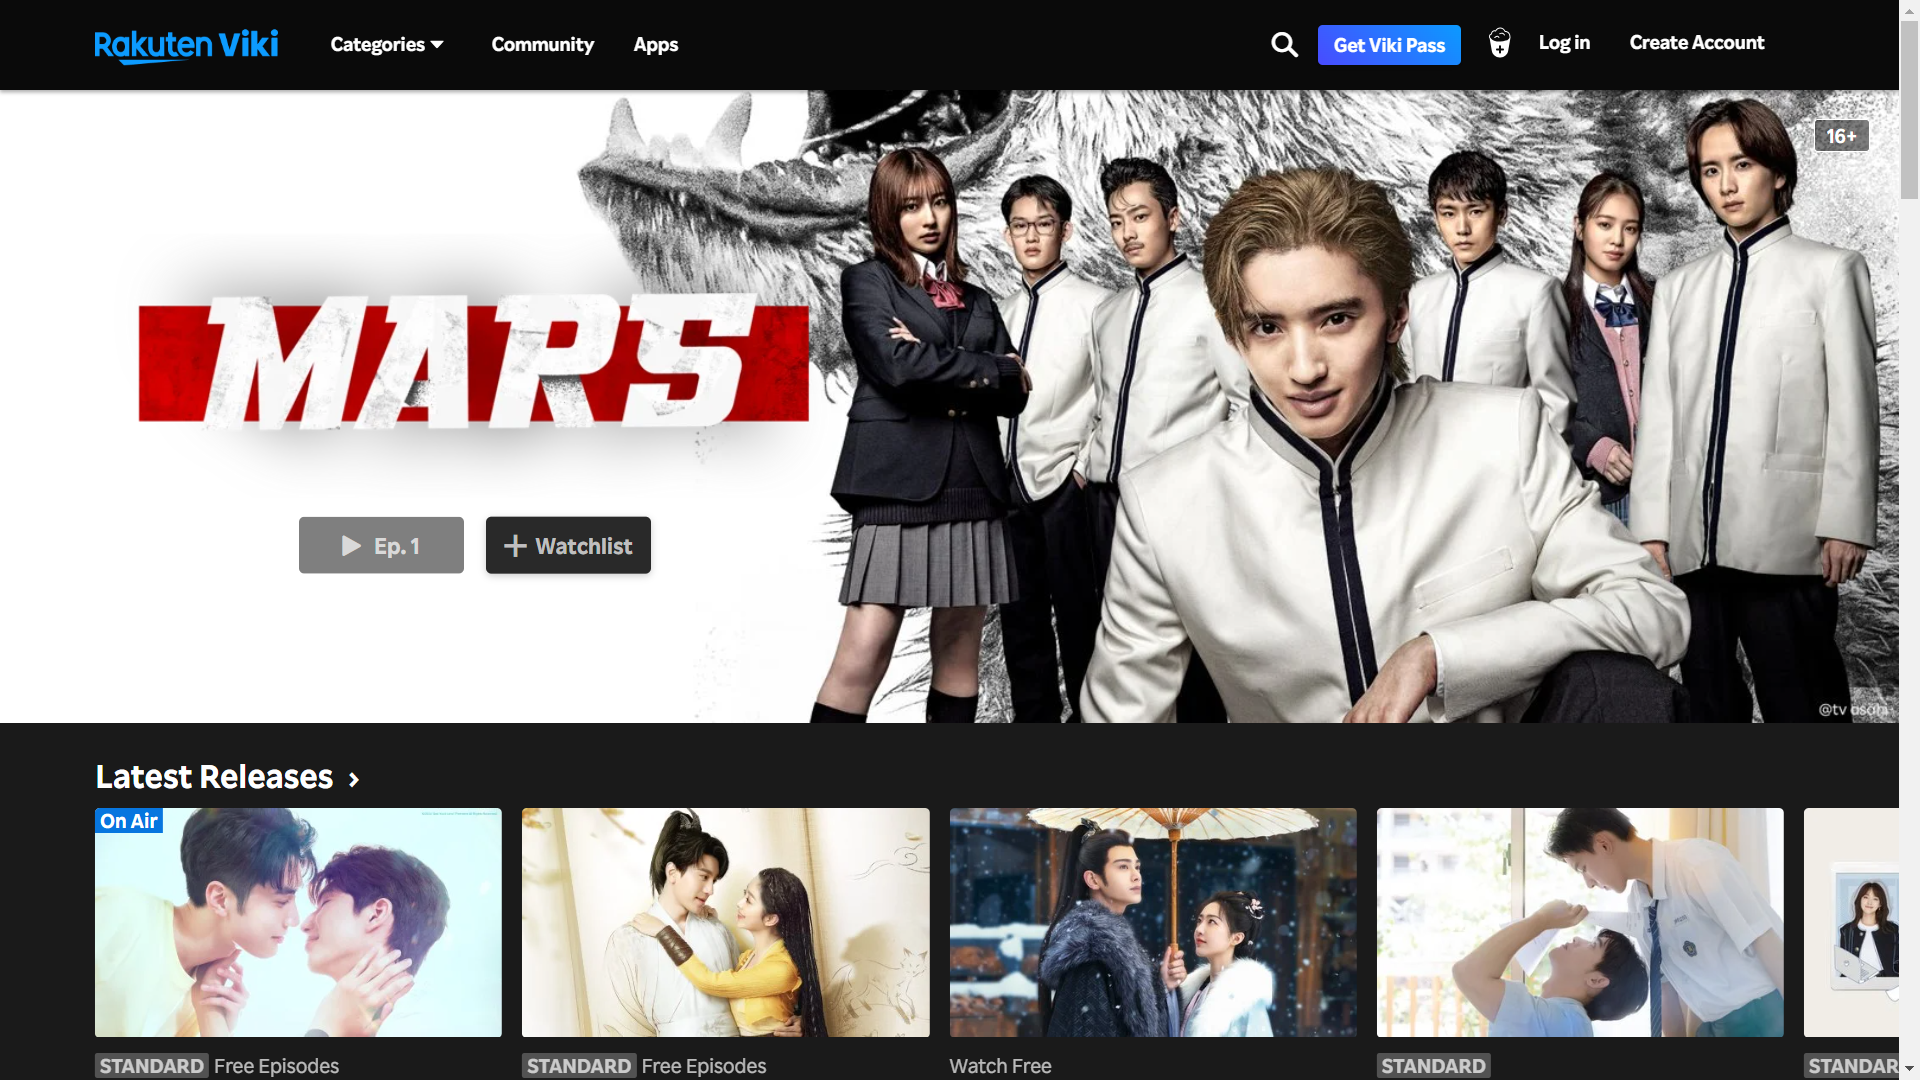 Rakuten Viki
Categories
Community
Apps
Get Viki Pass
Log in
Create Account
16+
MARS
Ep. 1
Watchlist
@tv asahi
Latest Releases
On Air
STANDARD Free Episodes
STANDARD Free Episodes
Watch Free
STANDARD
STANDAR